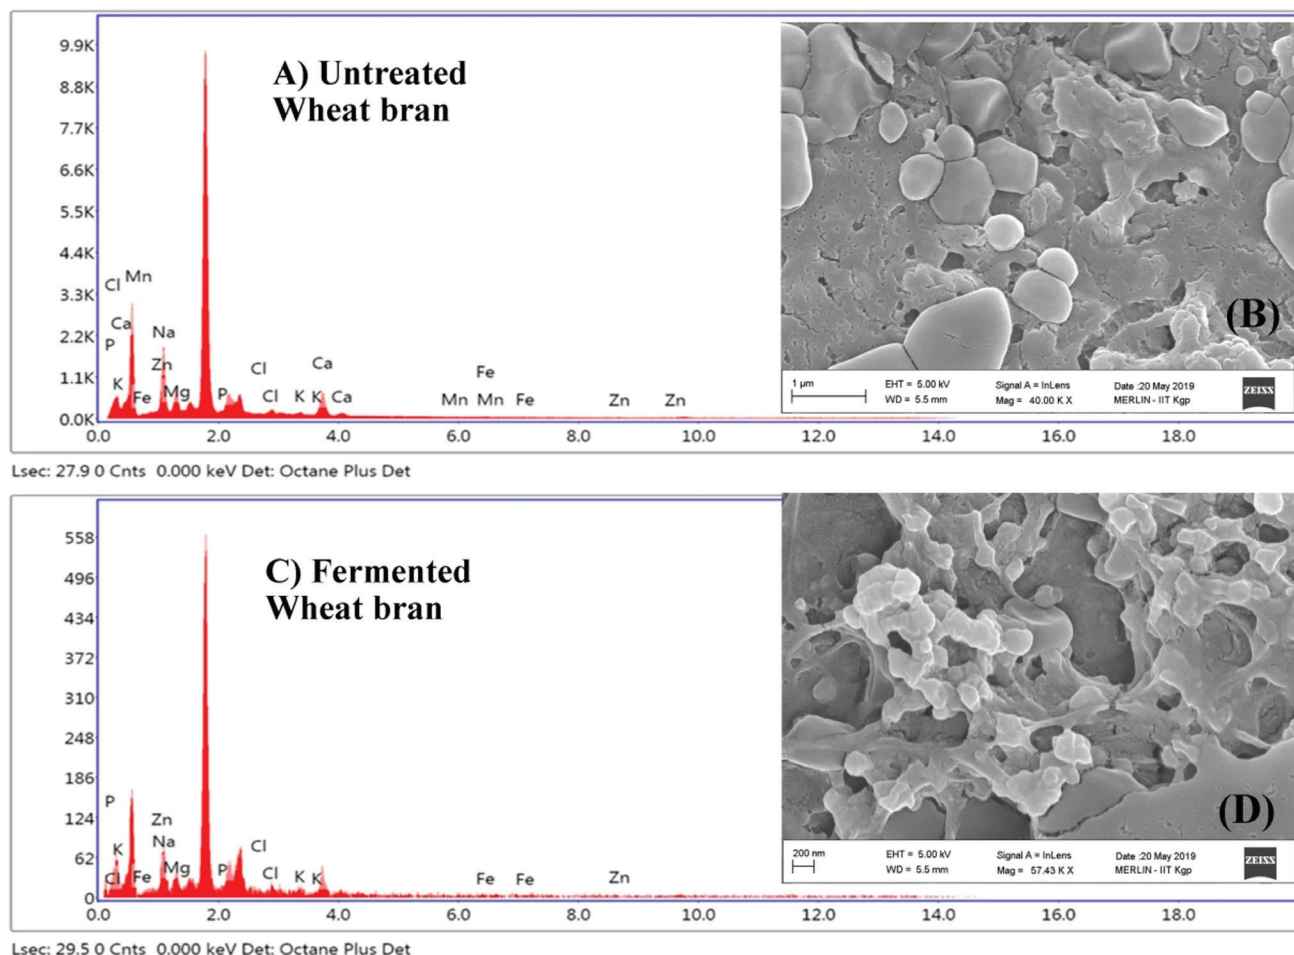 A) Untreated
Wheat bran
9.9K
8.8K
7.7K
6.6K
5.5K
4.4K
3.3K
2.2K
1.1K
0.0K
Cl Mn
Ca
P
K
Fe
Na
Zn
Mg
P
Cl
Cl
K
Ca
K
Ca
Mn
Fe
Mn
Fe
Zn
Zn
0.0 2.0 4.0 6.0 8.0 10.0 12.0 14.0 16.0 18.0
Lsec: 27.9 0 Cnts 0.000 keV Det: Octane Plus Det
(B)
1 µm
EHT = 5.00 kV
WD = 5.5 mm
Signal A = InLens
Mag = 40.00 K X
Date :20 May 2019
MERLIN - IIT Kgp
ZEISS
C) Fermented
Wheat bran
558
496
434
372
310
248
186
124
62
0
P
K
Cl
Fe
Zn
Na
Mg
P
Cl
Cl
K
K
Fe
Fe
Zn
0.0 2.0 4.0 6.0 8.0 10.0 12.0 14.0 16.0 18.0
Lsec: 29.5 0 Cnts 0.000 keV Det: Octane Plus Det
(D)
200 nm
EHT = 5.00 kV
WD = 5.5 mm
Signal A = InLens
Mag = 57.43 K X
Date :20 May 2019
MERLIN - IIT Kgp
ZEISS